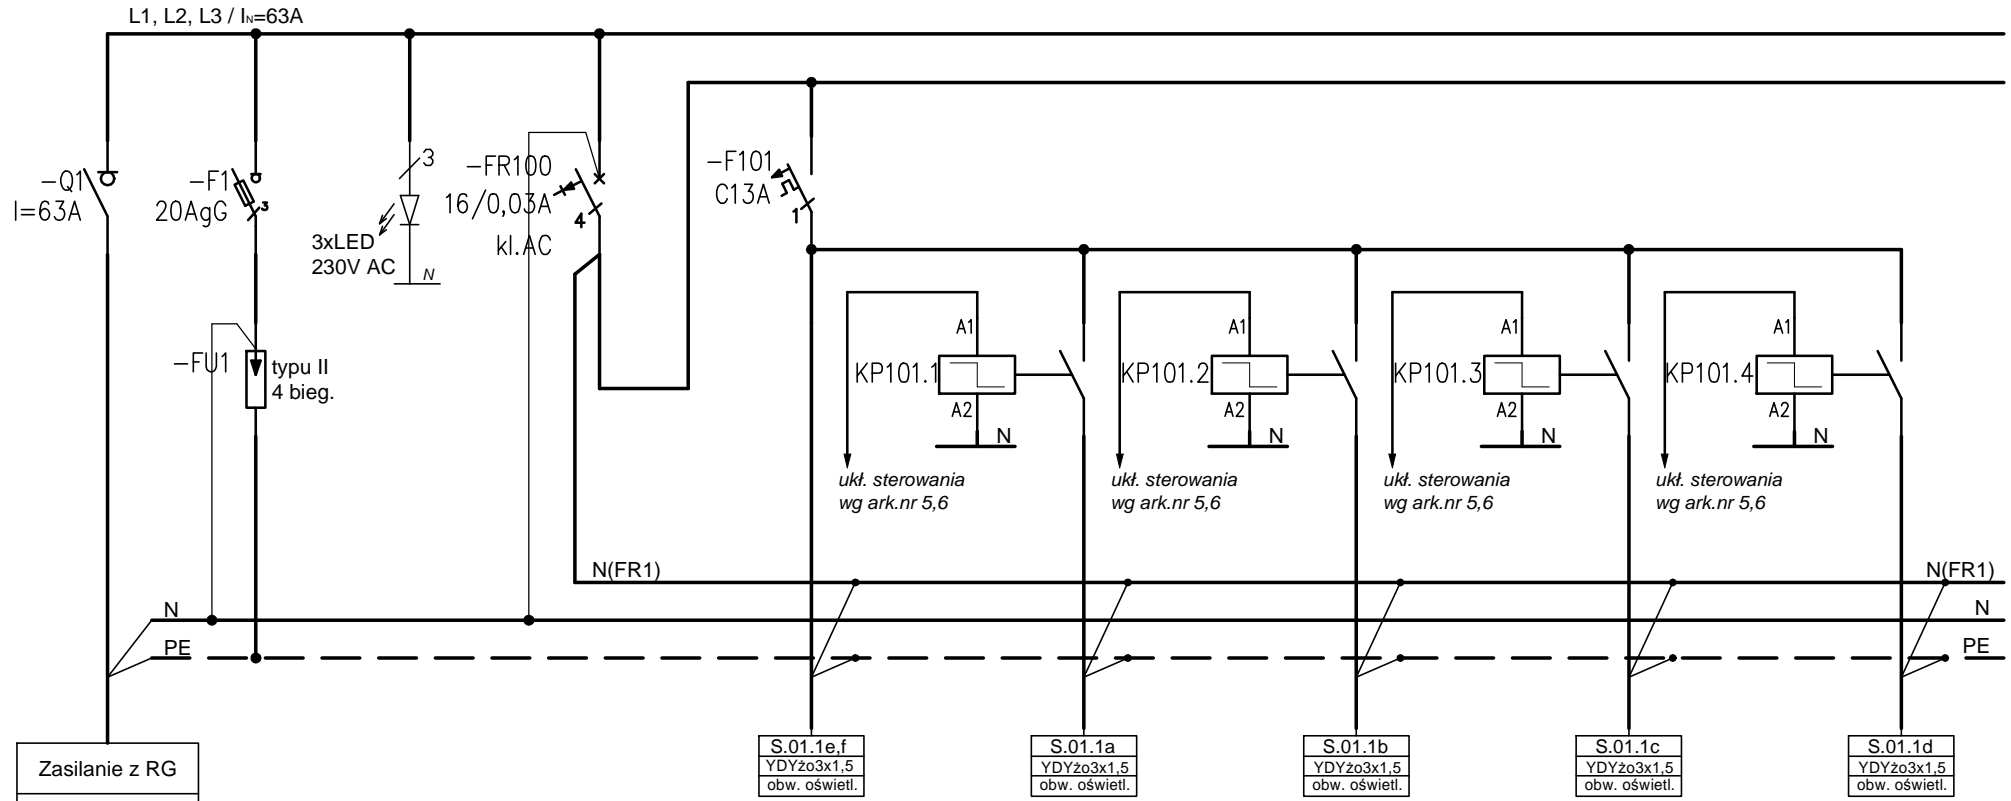 L1, L2, L3 / IN=63A
-Q1
I=63A
-F1
20AgG
3
3
3xLED
230V AC
N
-FR100
16/0,03A
4
kl.AC
-F101
C13A
1
-FU1
typu II
4 bieg.
A1
KP101.1
A2
N
ukł. sterowania
wg ark.nr 5,6
A1
KP101.2
A2
N
ukł. sterowania
wg ark.nr 5,6
A1
KP101.3
A2
N
ukł. sterowania
wg ark.nr 5,6
A1
KP101.4
A2
N
ukł. sterowania
wg ark.nr 5,6
N(FR1)
N(FR1)
N
N
PE
PE
Zasilanie z RG
S.01.1e,f
YDYżo3x1,5
obw. oświetl.
S.01.1a
YDYżo3x1,5
obw. oświetl.
S.01.1b
YDYżo3x1,5
obw. oświetl.
S.01.1c
YDYżo3x1,5
obw. oświetl.
S.01.1d
YDYżo3x1,5
obw. oświetl.